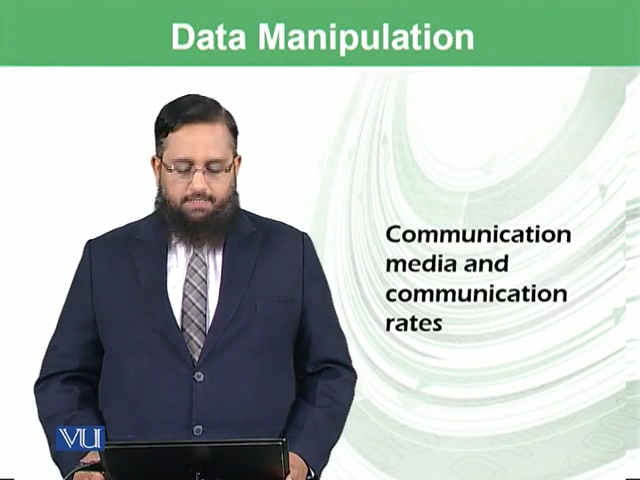 Data Manipulation
Communication
media and
communication
rates
VU